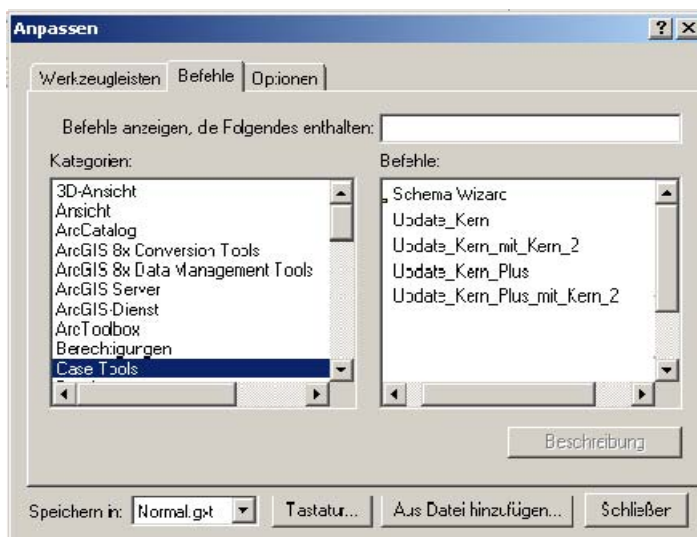 Anpassen
Werkzeugleisten Befehle Optionen
Befehle anzeigen, die Folgendes enthalten:
Kategorien:
3D-Ansicht
Ansicht
ArcCatalog
ArcGIS 8x Conversion Tools
ArcGIS 8x Data Management Tools
ArcGIS Server
ArcGIS-Dienst
ArcToolbox
Berechtigungen
Case Tools
Befehle:
Schema Wizard
Update_Kern
Update_Kern_mit_Kern_2
Update_Kern_Plus
Update_Kern_Plus_mit_Kern_2
Beschreibung
Speichern in: Normal.gxt Tastatur... Aus Datei hinzufügen... Schließen